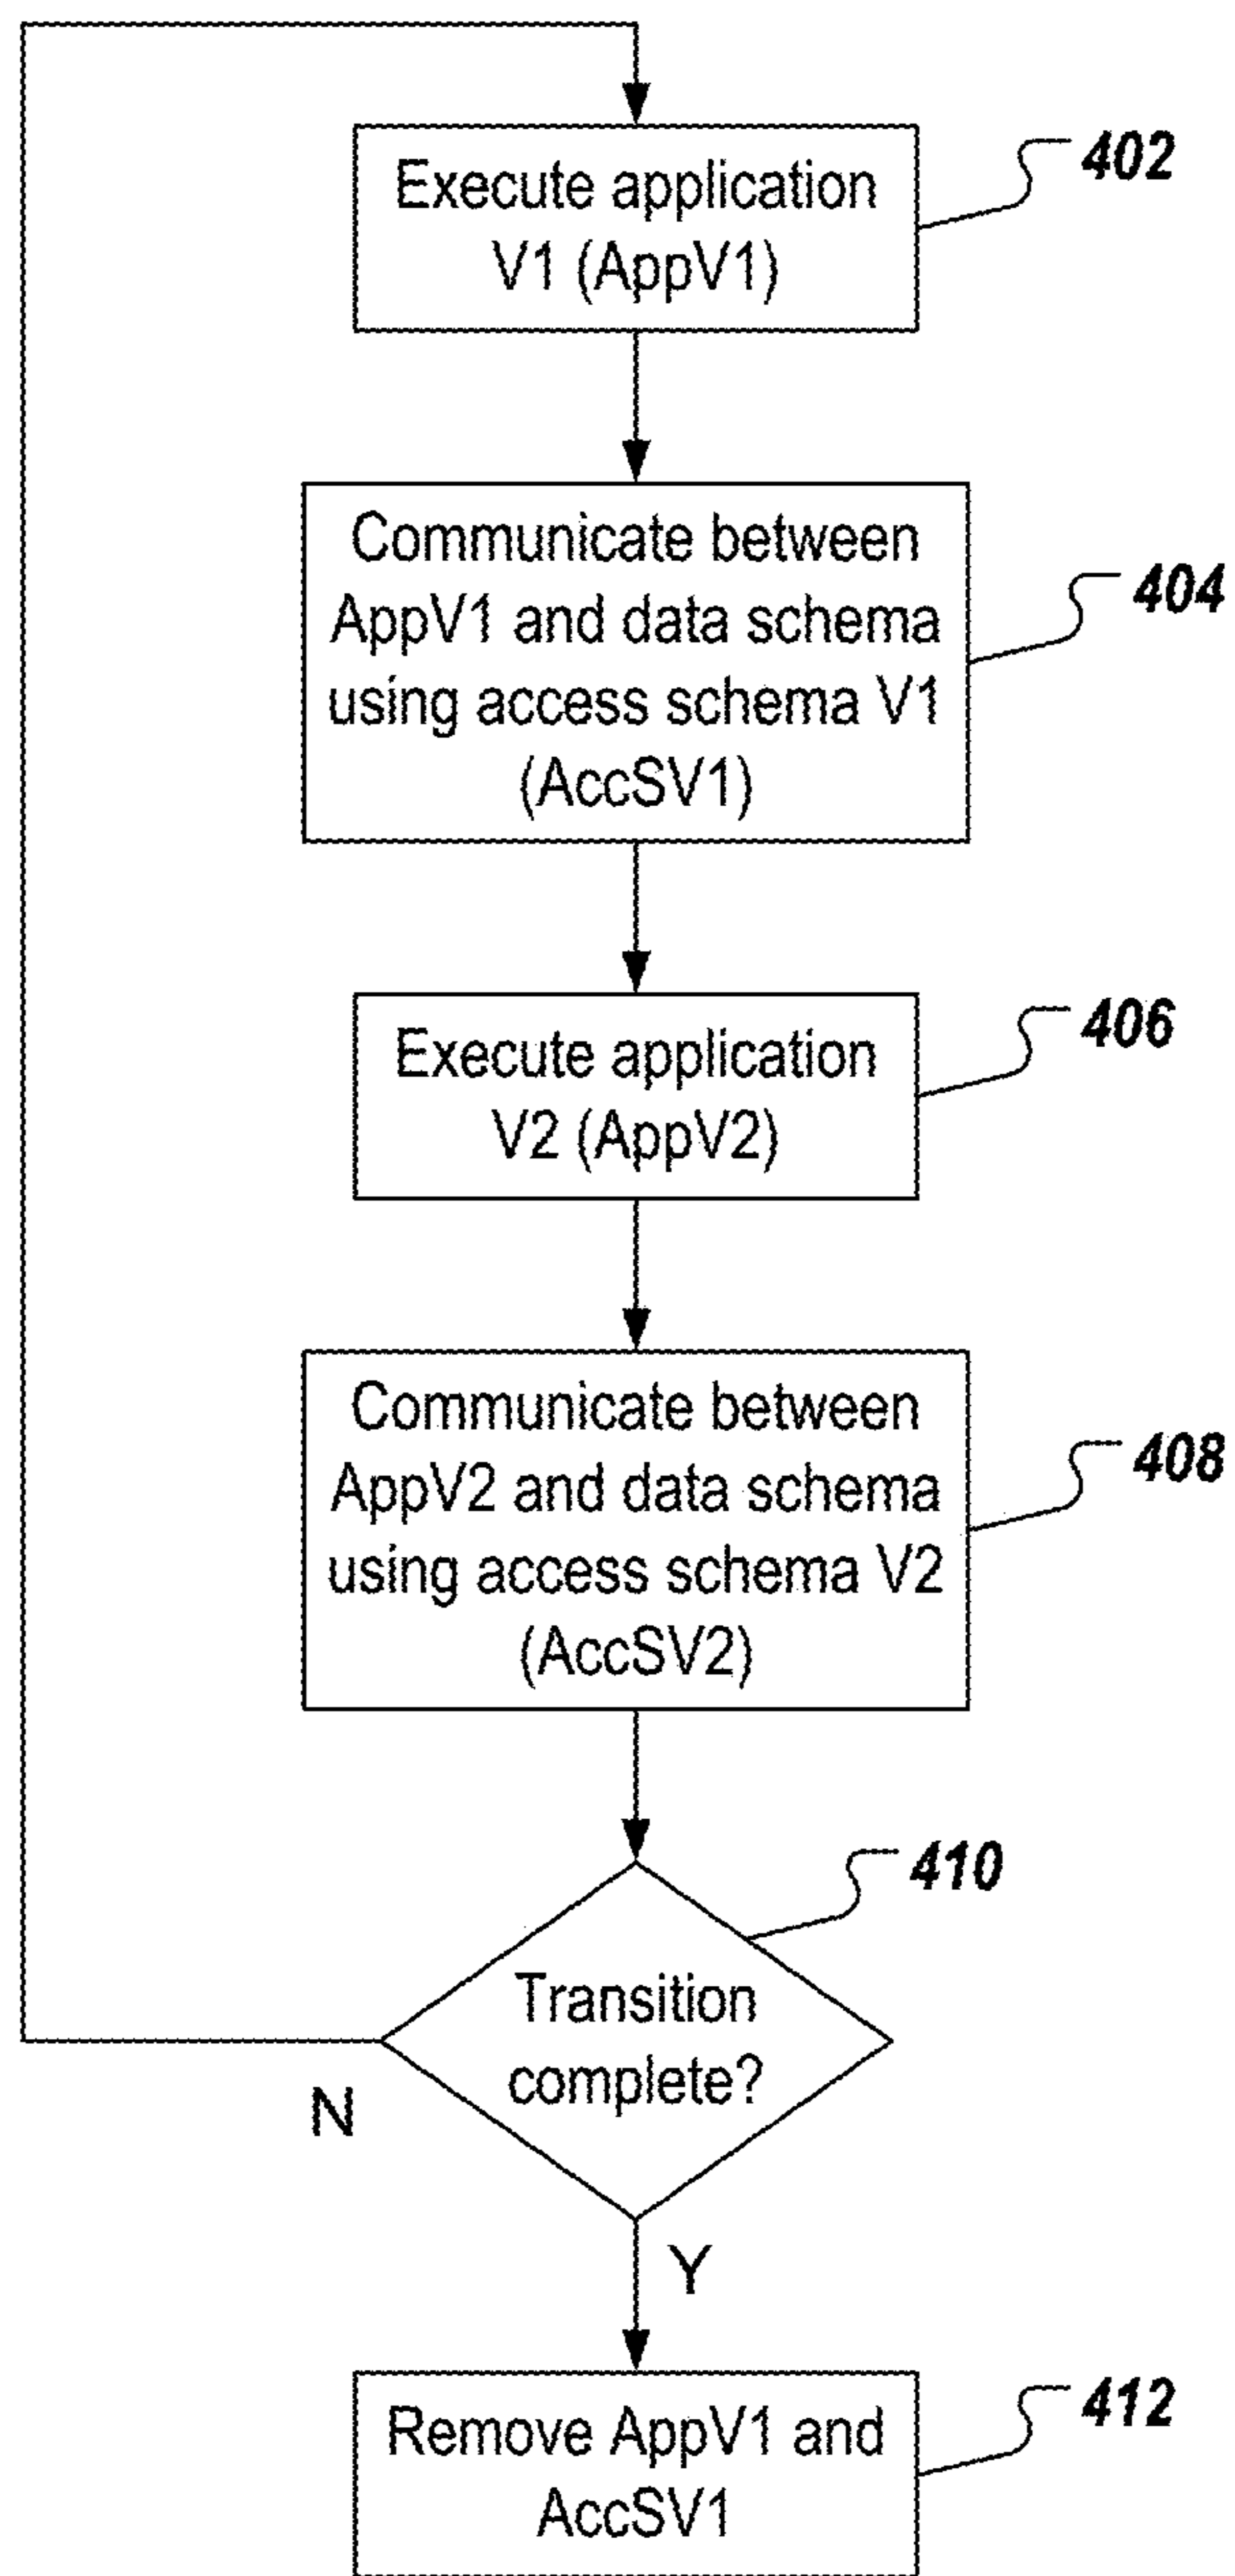 Execute application
V1 (AppV1)
402
Communicate between
AppV1 and data schema
using access schema V1
(AccSV1)
404
Execute application
V2 (AppV2)
406
Communicate between
AppV2 and data schema
using access schema V2
(AccSV2)
408
410
Transition
complete?
N
Y
Remove AppV1 and
AccSV1
412